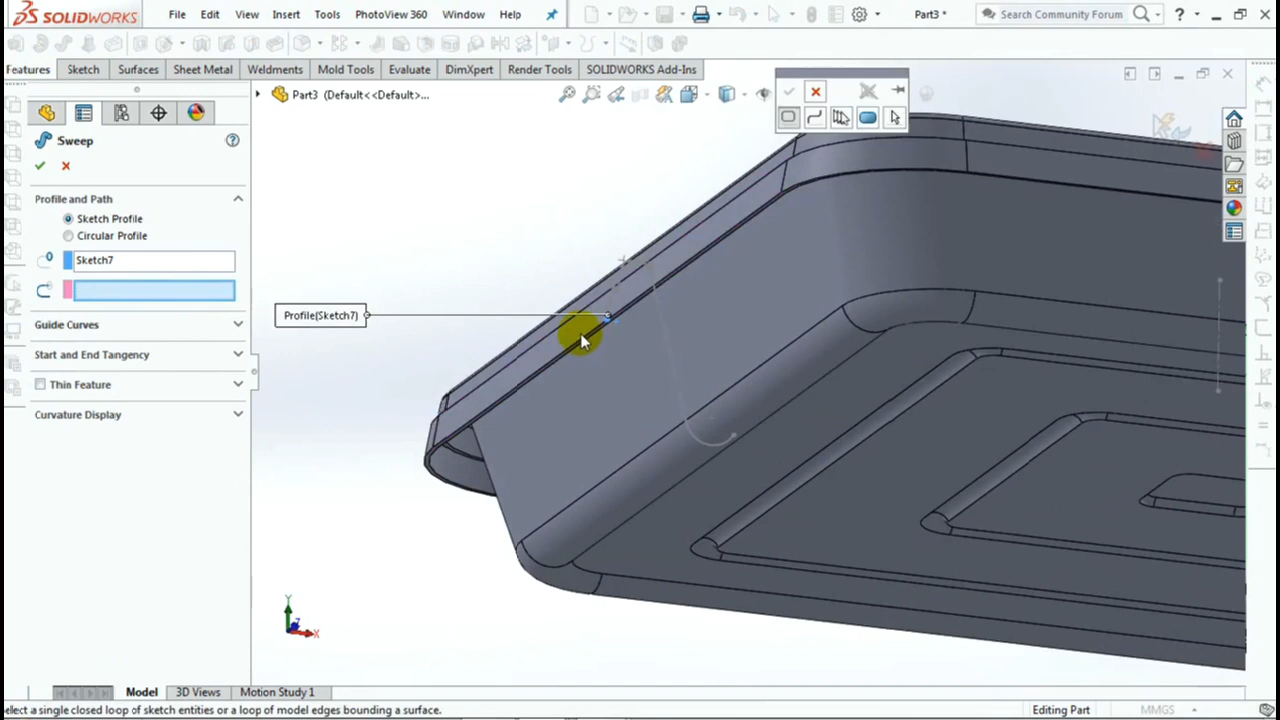 SOLIDWORKS File Edit View Insert Tools PhotoView 360 Window Help Part3 * Search Community Forum ?
Features Sketch Surfaces Sheet Metal Weldments Mold Tools Evaluate DimXpert Render Tools SOLIDWORKS Add-Ins
Part3 (Default<<Default>...
Sweep
Profile and Path
Sketch Profile
Circular Profile
Sketch7
Profile(Sketch7)
Guide Curves
Start and End Tangency
Thin Feature
Curvature Display
Y
Z
X
Model 3D Views Motion Study 1
elect a single closed loop of sketch entities or a loop of model edges bounding a surface. Editing Part MMGS